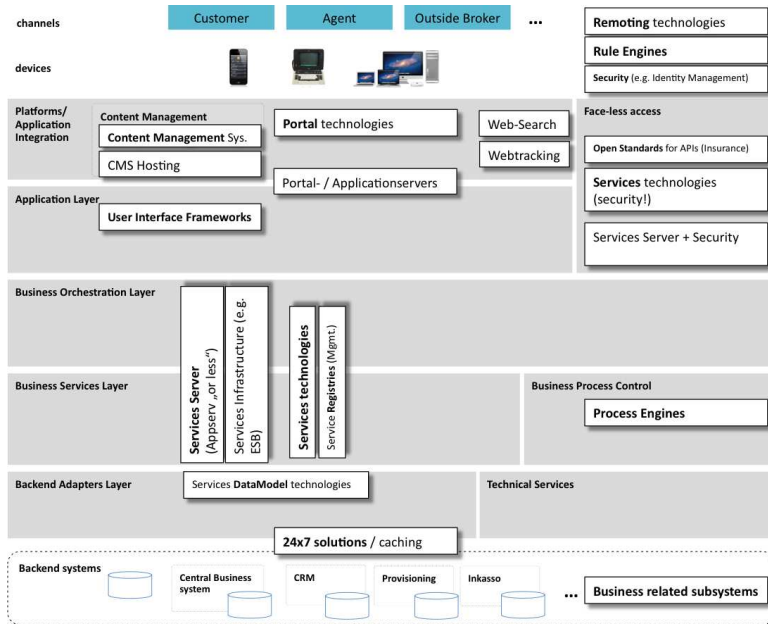 channels
Customer
Agent
Outside Broker
...
Remoting technologies
Rule Engines
Security (e.g. Identity Management)
devices
Platforms/
Application
Integration
Content Management
Content Management Sys.
CMS Hosting
Portal technologies
Portal- / Applicationservers
Web-Search
Webtracking
Face-less access
Open Standards for APIs (Insurance)
Services technologies
(security!)
Services Server + Security
Application Layer
User Interface Frameworks
Business Orchestration Layer
Services Server
(Appserv „or less“)
Services Infrastructure (e.g.
ESB)
Services technologies
Service Registries (Mgmt.)
Business Services Layer
Business Process Control
Process Engines
Backend Adapters Layer
Services DataModel technologies
Technical Services
24x7 solutions / caching
Backend systems
Central Business
system
CRM
Provisioning
Inkasso
...
Business related subsystems